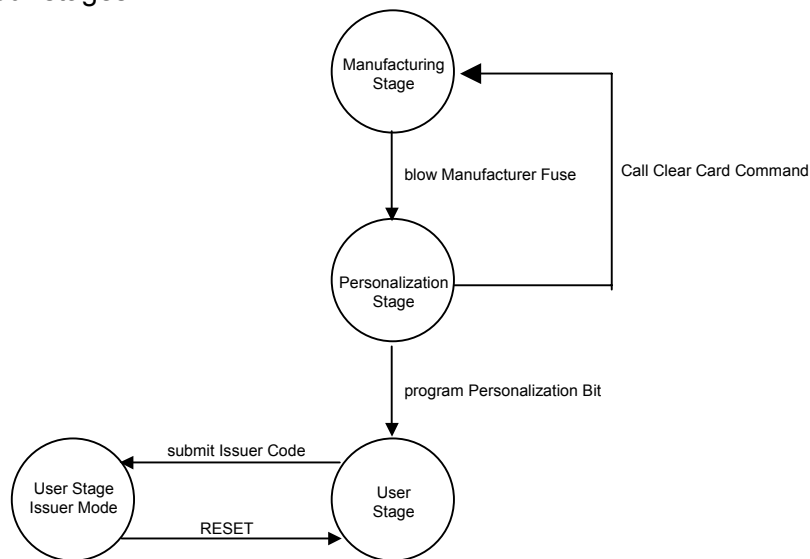 stages
Manufacturing
Stage
blow Manufacturer Fuse
Call Clear Card Command
Personalization
Stage
program Personalization Bit
submit Issuer Code
User Stage
Issuer Mode
User
Stage
RESET